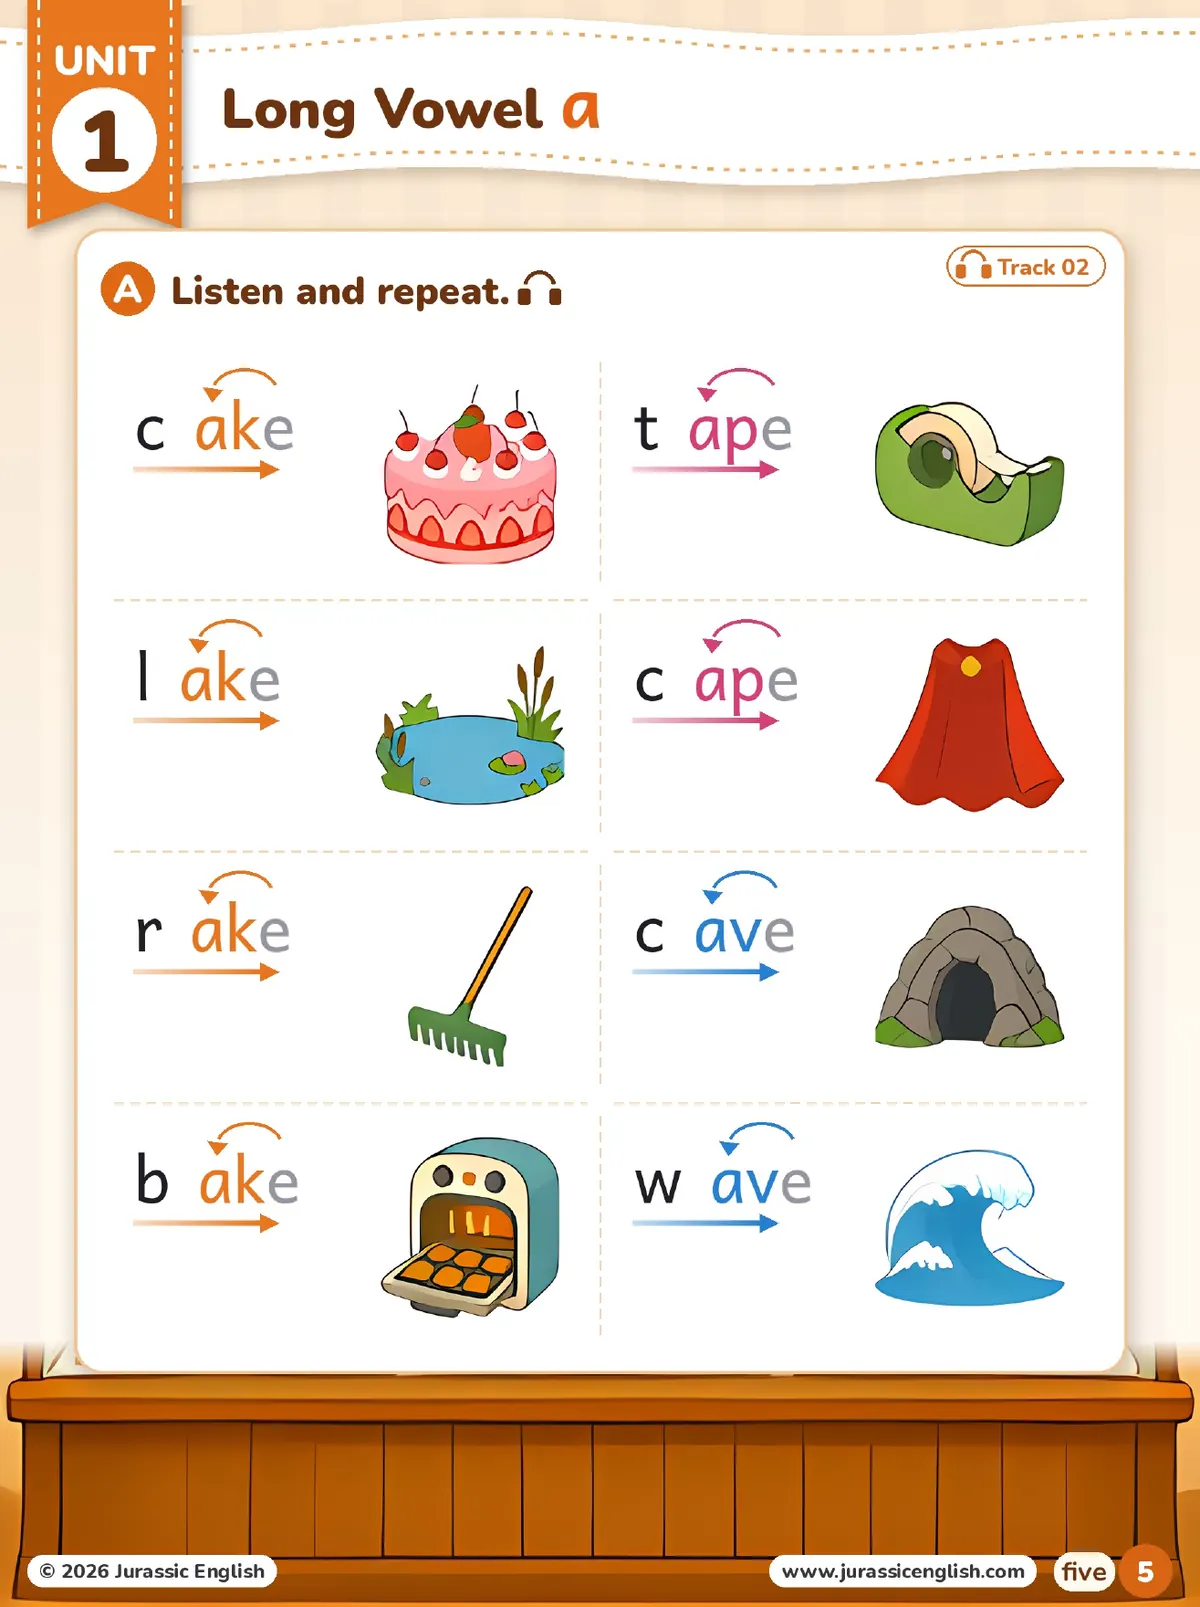 UNIT
1
Long Vowel a
A Listen and repeat.
Track 02
c ake
t ape
l ake
c ape
r ake
c ave
b ake
w ave
© 2026 Jurassic English
www.jurassicenglish.com
five 5